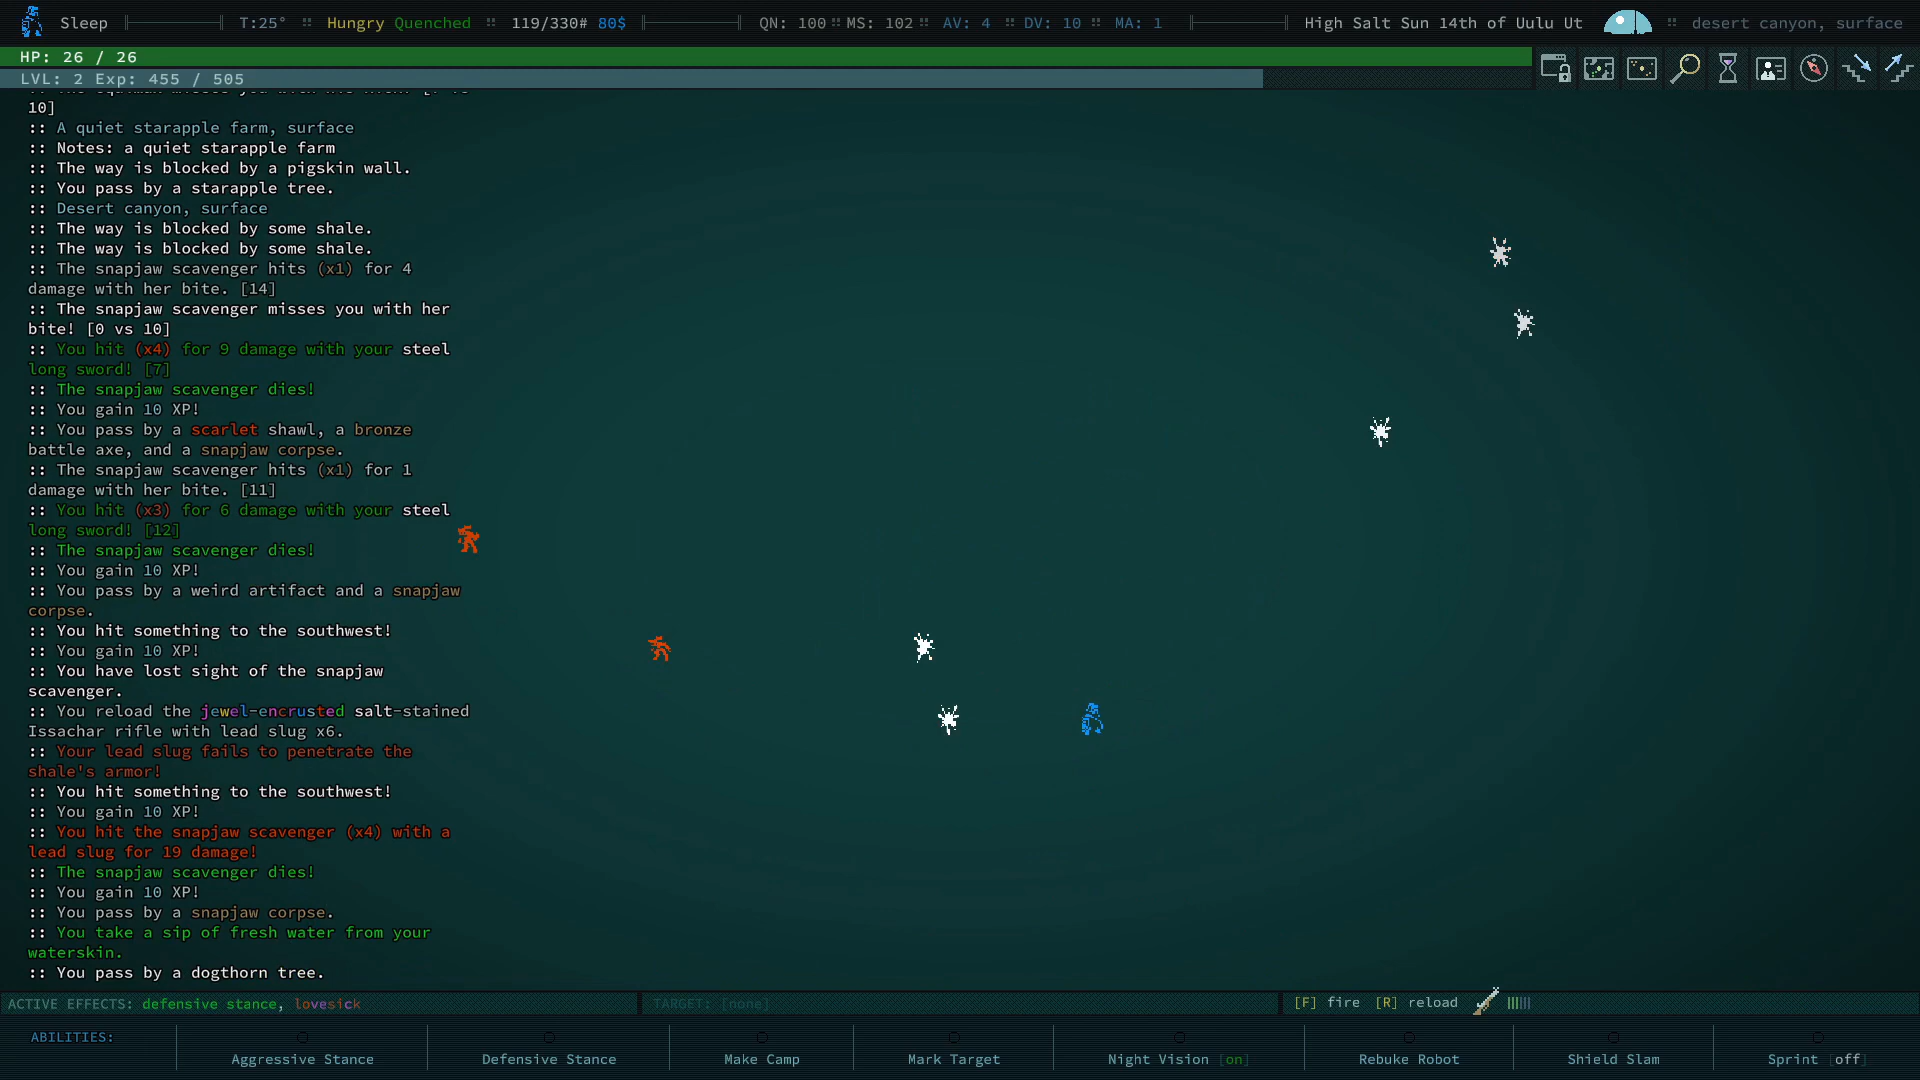 Sleep T:25° :: Hungry Quenched :: 119/330# 80$ QN: 100 :: MS: 102 :: AV: 4 :: DV: 10 :: MA: 1 High Salt Sun 14th of Uulu Ut :: desert canyon, surface
HP: 26 / 26
LVL: 2 Exp: 455 / 505
10]
:: A quiet starapple farm, surface
:: Notes: a quiet starapple farm
:: The way is blocked by a pigskin wall.
:: You pass by a starapple tree.
:: Desert canyon, surface
:: The way is blocked by some shale.
:: The way is blocked by some shale.
:: The snapjaw scavenger hits (x1) for 4
damage with her bite. [14]
:: The snapjaw scavenger misses you with her
bite! [0 vs 10]
:: You hit (x4) for 9 damage with your steel
long sword! [7]
:: The snapjaw scavenger dies!
:: You gain 10 XP!
:: You pass by a scarlet shawl, a bronze
battle axe, and a snapjaw corpse.
:: The snapjaw scavenger hits (x1) for 1
damage with her bite. [11]
:: You hit (x3) for 6 damage with your steel
long sword! [12]
:: The snapjaw scavenger dies!
:: You gain 10 XP!
:: You pass by a weird artifact and a snapjaw
corpse.
:: You hit something to the southwest!
:: You gain 10 XP!
:: You have lost sight of the snapjaw
scavenger.
:: You reload the jewel-encrusted salt-stained
Issachar rifle with lead slug x6.
:: Your lead slug fails to penetrate the
shale's armor!
:: You hit something to the southwest!
:: You gain 10 XP!
:: You hit the snapjaw scavenger (x4) with a
lead slug for 19 damage!
:: The snapjaw scavenger dies!
:: You gain 10 XP!
:: You pass by a snapjaw corpse.
:: You take a sip of fresh water from your
waterskin.
:: You pass by a dogthorn tree.
ACTIVE EFFECTS: defensive stance, lovesick TARGET: [none] [F] fire [R] reload
ABILITIES: Aggressive Stance Defensive Stance Make Camp Mark Target Night Vision [on] Rebuke Robot Shield Slam Sprint [off]